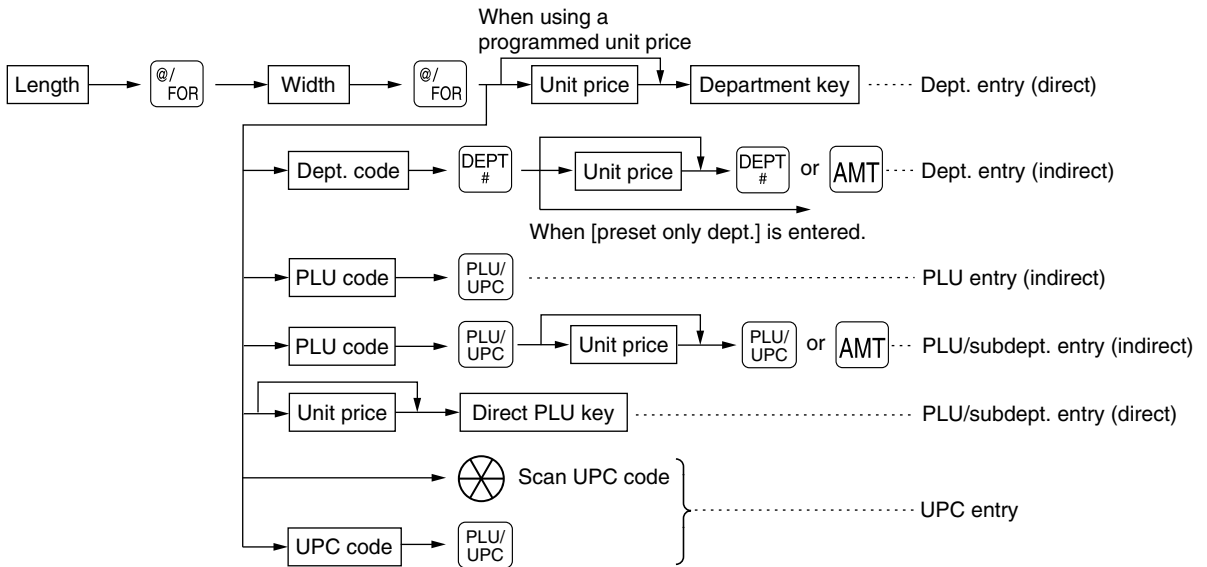 When using a
programmed unit price
Length @/ FOR Width @/ FOR Unit price Department key Dept. entry (direct)
Dept. code DEPT # Unit price DEPT # or AMT Dept. entry (indirect)
When [preset only dept.] is entered.
PLU code PLU/ UPC PLU entry (indirect)
PLU code PLU/ UPC Unit price PLU/ UPC or AMT PLU/subdept. entry (indirect)
Unit price Direct PLU key PLU/subdept. entry (direct)
Scan UPC code
UPC entry
UPC code PLU/ UPC